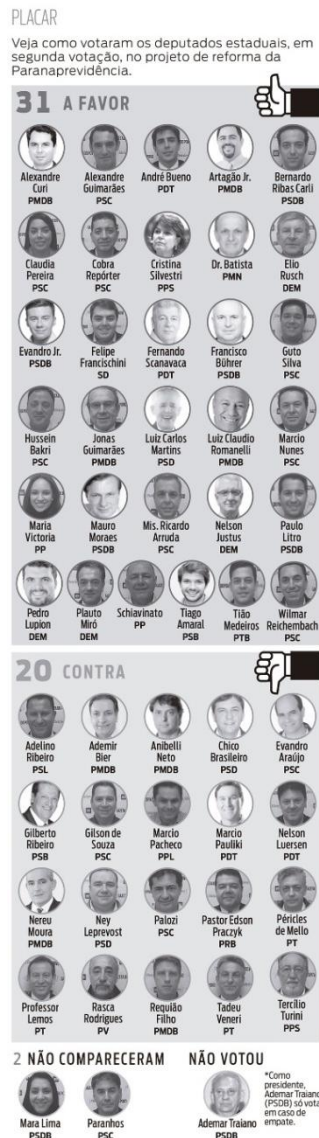 PLACAR
Veja como votaram os deputados estaduais, em
segunda votação, no projeto de reforma da
Paranaprevidência.
31 A FAVOR
Alexandre Curi PMDB
Alexandre Guimarães PSC
André Bueno PDT
Artagão Jr. PMDB
Bernardo Ribas Carli PSDB
Claudia Pereira PSC
Cobra Repórter PSC
Cristina Silvestri PPS
Dr. Batista PMN
Elio Rusch DEM
Evandro Jr. PSDB
Felipe Francischini SD
Fernando Scanavaca PDT
Francisco Bührer PSDB
Guto Silva PSC
Hussein Bakri PSC
Jonas Guimarães PMDB
Luiz Carlos Martins PSD
Luiz Claudio Romanelli PMDB
Marcio Nunes PSC
Maria Victoria PP
Mauro Moraes PSDB
Mis. Ricardo Arruda PSC
Nelson Justus DEM
Paulo Litro PSDB
Pedro Lupion DEM
Plauto Miró DEM
Schiavinato PP
Tiago Amaral PSB
Tião Medeiros PTB
Wilmar Reichembach PSC
20 CONTRA
Adelino Ribeiro PSL
Ademir Bier PMDB
Anibelli Neto PMDB
Chico Brasileiro PSD
Evandro Araújo PSC
Gilberto Ribeiro PSB
Gilson de Souza PSC
Marcio Pacheco PPL
Marcio Pauliki PDT
Nelson Luersen PDT
Nereu Moura PMDB
Ney Leprevost PSD
Palozi PSC
Pastor Edson Praczyk PRB
Péricles de Mello PT
Professor Lemos PT
Rasca Rodrigues PV
Requião Filho PMDB
Tadeu Veneri PT
Tercílio Turini PPS
2 NÃO COMPARECERAM
Mara Lima PSDB
Paranhos PSC
NÃO VOTOU
Ademar Traiano PSDB
*Como
presidente,
Ademar Traiano
(PSDB) só vota
em caso de
empate.